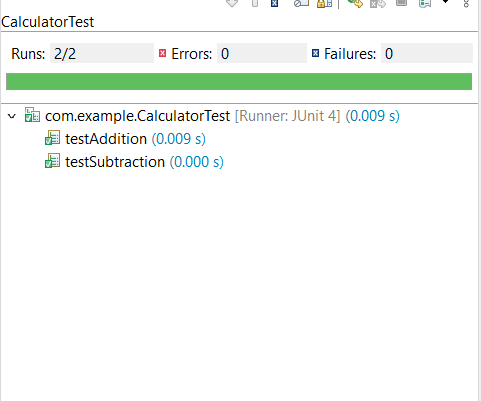 CalculatorTest
Runs: 2/2 Errors: 0 Failures: 0
com.example.CalculatorTest [Runner: JUnit 4] (0.009 s)
testAddition (0.009 s)
testSubtraction (0.000 s)